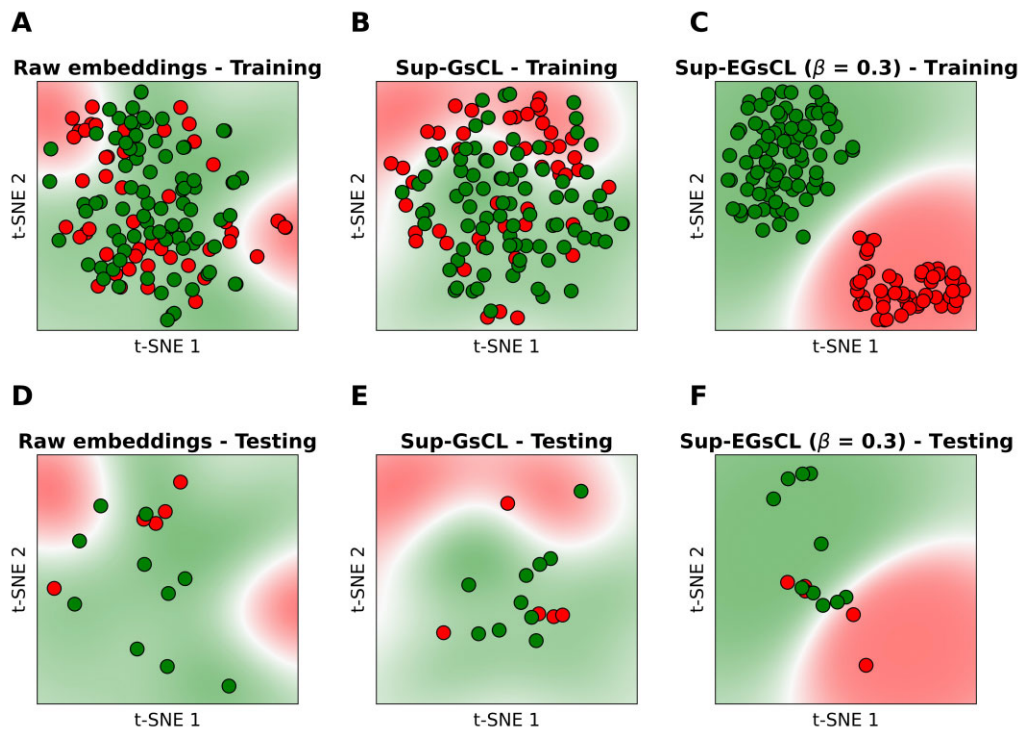 A
B
C
Raw embeddings - Training
Sup-GsCL - Training
Sup-EGsCL (β = 0.3) - Training
t-SNE 2
t-SNE 2
t-SNE 2
t-SNE 1
t-SNE 1
t-SNE 1
D
E
F
Raw embeddings - Testing
Sup-GsCL - Testing
Sup-EGsCL (β = 0.3) - Testing
t-SNE 2
t-SNE 2
t-SNE 2
t-SNE 1
t-SNE 1
t-SNE 1